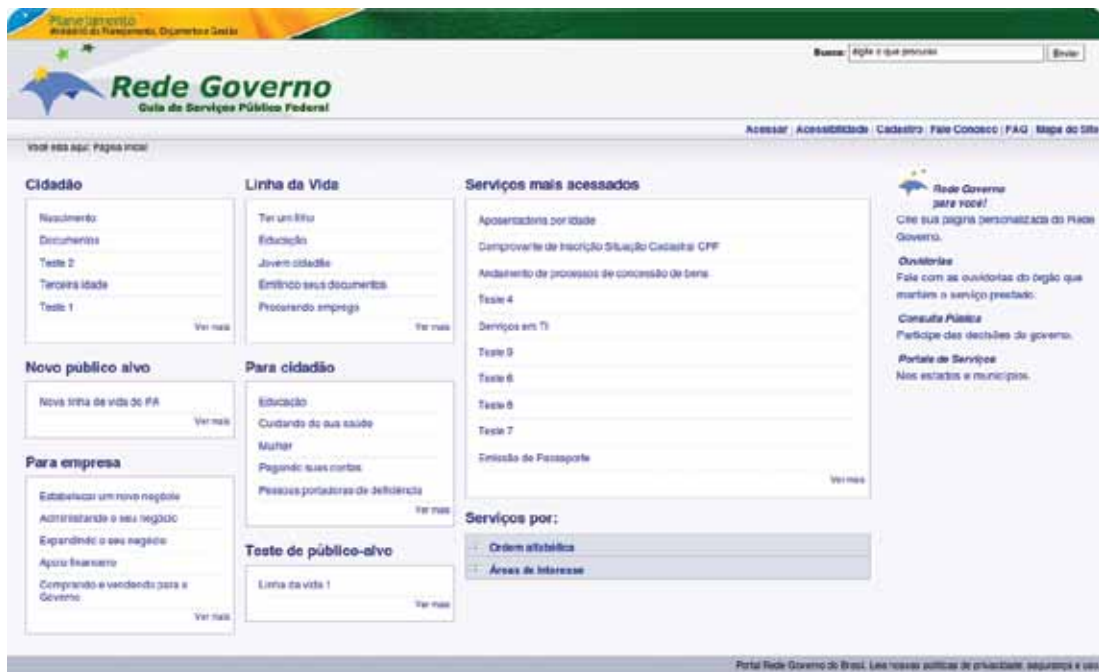 Planejamento
Ministério do Planejamento, Orçamento e Gestão
Busca: digite o que procuras Enviar
Rede Governo
Guia de Serviços Público Federal
Acessar | Acessibilidade | Cadastro | Fale Conosco | FAQ | Mapa do Site
Você está aqui: Página Inicial
Cidadão
Nascimento
Documentos
Teste 2
Terceira Idade
Teste 1
Ver mais
Novo público alvo
Nova linha de vida do PA
Ver mais
Para empresa
Estabelecer um novo negócio
Administrando o seu negócio
Expandindo o seu negócio
Apoio financeiro
Comprando e vendendo para o
Governo
Ver mais
Linha da Vida
Ter um filho
Educação
Jovem cidadão
Emitindo seus documentos
Procurando emprego
Ver mais
Para cidadão
Educação
Cuidando da sua saúde
Mulher
Pagando suas contas
Pessoas portadoras de deficiência
Ver mais
Teste de público-alvo
Linha da vida 1
Ver mais
Serviços mais acessados
Aposentadoria por Idade
Comprovante de Inscrição Situação Cadastral CPF
Andamento de processos de concessão de bens
Teste 4
Serviços em TI
Teste 9
Teste 6
Teste 8
Teste 7
Emissão de Passaporte
Ver mais
Serviços por:
Ordem alfabética
Áreas de Interesse
Rede Governo
para você!
Crie sua página personalizada do Rede
Governo.
Ouvidorias
Fale com as ouvidorias do órgão que
mantém o serviço prestado.
Consulta Pública
Participe das decisões do governo.
Portais de Serviços
Nos estados e municípios.
Portal Rede Governo do Brasil. Leia nossas políticas de privacidade, segurança e uso